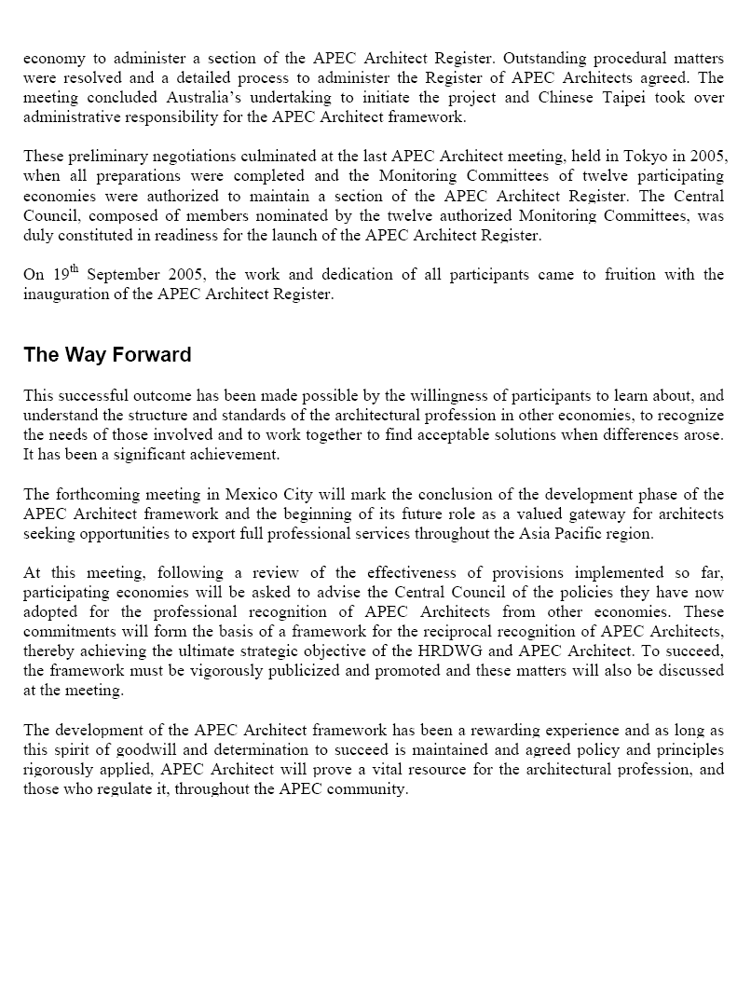 economy to administer a section of the APEC Architect Register. Outstanding procedural matters
were resolved and a detailed process to administer the Register of APEC Architects agreed. The
meeting concluded Australia's undertaking to initiate the project and Chinese Taipei took over
administrative responsibility for the APEC Architect framework.
These preliminary negotiations culminated at the last APEC Architect meeting, held in Tokyo in 2005,
when all preparations were completed and the Monitoring Committees of twelve participating
economies were authorized to maintain a section of the APEC Architect Register. The Central
Council, composed of members nominated by the twelve authorized Monitoring Committees, was
duly constituted in readiness for the launch of the APEC Architect Register.
On 19th September 2005, the work and dedication of all participants came to fruition with the
inauguration of the APEC Architect Register.
The Way Forward
This successful outcome has been made possible by the willingness of participants to learn about, and
understand the structure and standards of the architectural profession in other economies, to recognize
the needs of those involved and to work together to find acceptable solutions when differences arose.
It has been a significant achievement.
The forthcoming meeting in Mexico City will mark the conclusion of the development phase of the
APEC Architect framework and the beginning of its future role as a valued gateway for architects
seeking opportunities to export full professional services throughout the Asia Pacific region.
At this meeting, following a review of the effectiveness of provisions implemented so far,
participating economies will be asked to advise the Central Council of the policies they have now
adopted for the professional recognition of APEC Architects from other economies. These
commitments will form the basis of a framework for the reciprocal recognition of APEC Architects,
thereby achieving the ultimate strategic objective of the HRDWG and APEC Architect. To succeed,
the framework must be vigorously publicized and promoted and these matters will also be discussed
at the meeting.
The development of the APEC Architect framework has been a rewarding experience and as long as
this spirit of goodwill and determination to succeed is maintained and agreed policy and principles
rigorously applied, APEC Architect will prove a vital resource for the architectural profession, and
those who regulate it, throughout the APEC community.